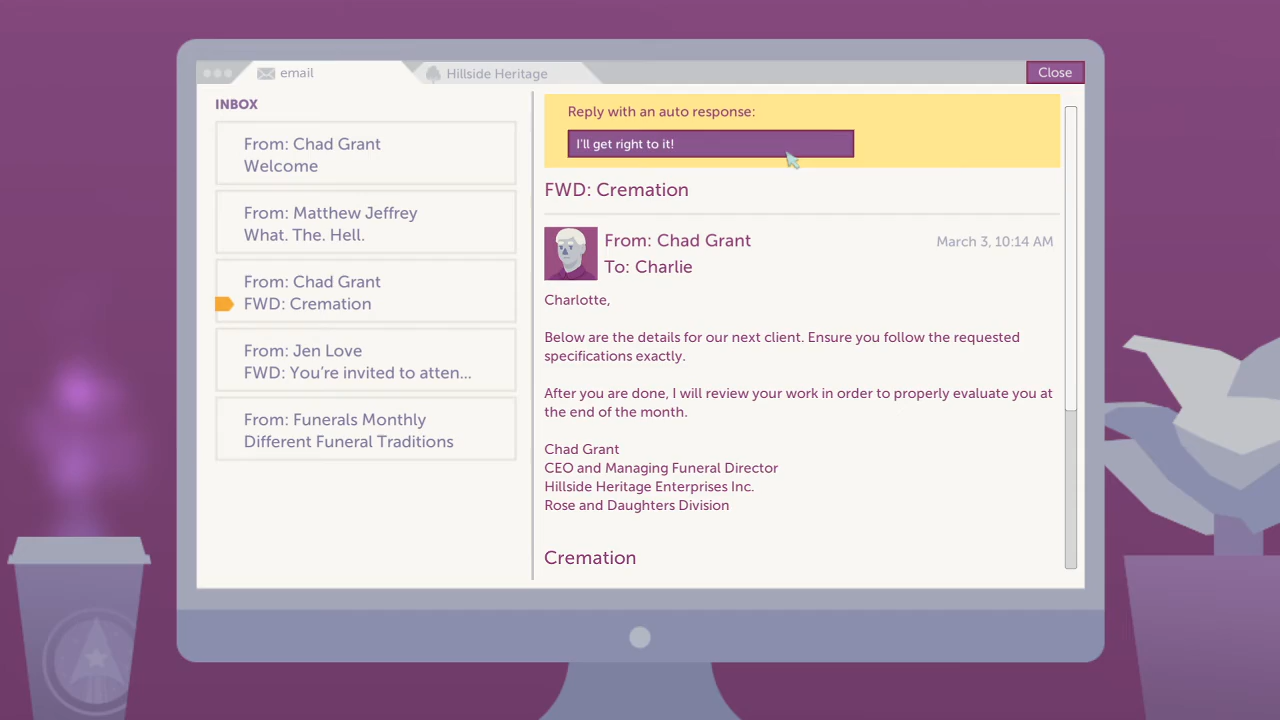 email
Hillside Heritage
Close
INBOX
From: Chad Grant
Welcome
From: Matthew Jeffrey
What. The. Hell.
From: Chad Grant
FWD: Cremation
From: Jen Love
FWD: You're invited to atten...
From: Funerals Monthly
Different Funeral Traditions
Reply with an auto response:
I'll get right to it!
FWD: Cremation
From: Chad Grant
March 3, 10:14 AM
To: Charlie
Charlotte,
Below are the details for our next client. Ensure you follow the requested
specifications exactly.
After you are done, I will review your work in order to properly evaluate you at
the end of the month.
Chad Grant
CEO and Managing Funeral Director
Hillside Heritage Enterprises Inc.
Rose and Daughters Division
Cremation